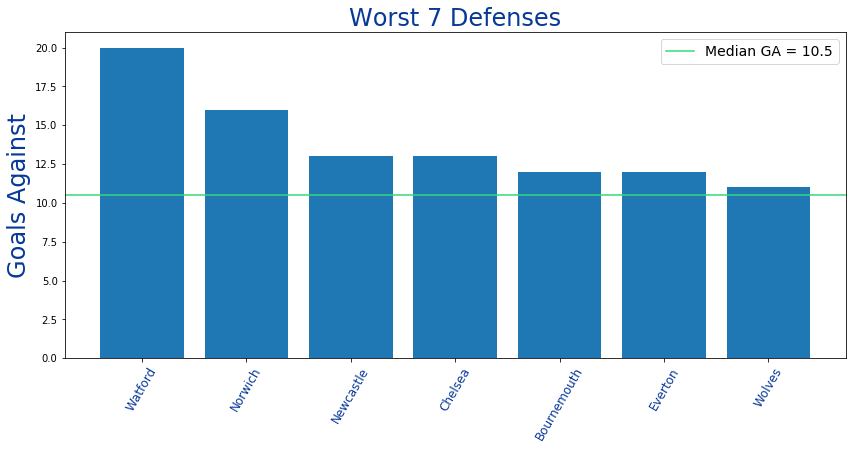 Worst 7 Defenses
Median GA = 10.5
Goals Against
20.0
17.5
15.0
12.5
10.0
7.5
5.0
2.5
0.0
Watford
Norwich
Newcastle
Chelsea
Bournemouth
Everton
Wolves